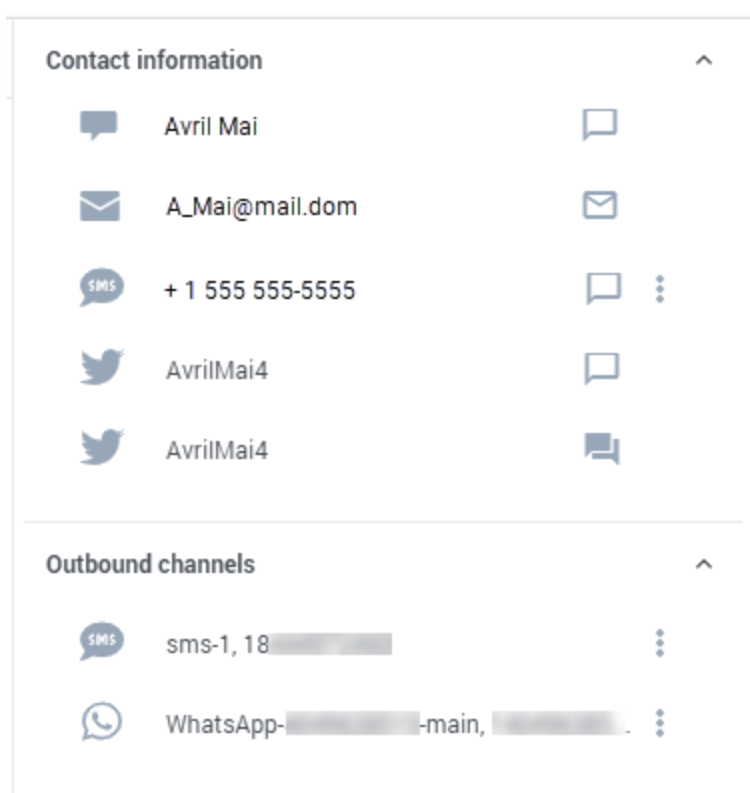 Contact information
Avril Mai
A_Mai@mail.dom
SMS + 1 555 555-5555
AvrilMai4
AvrilMai4
Outbound channels
SMS sms-1, 18
WhatsApp- -main, .